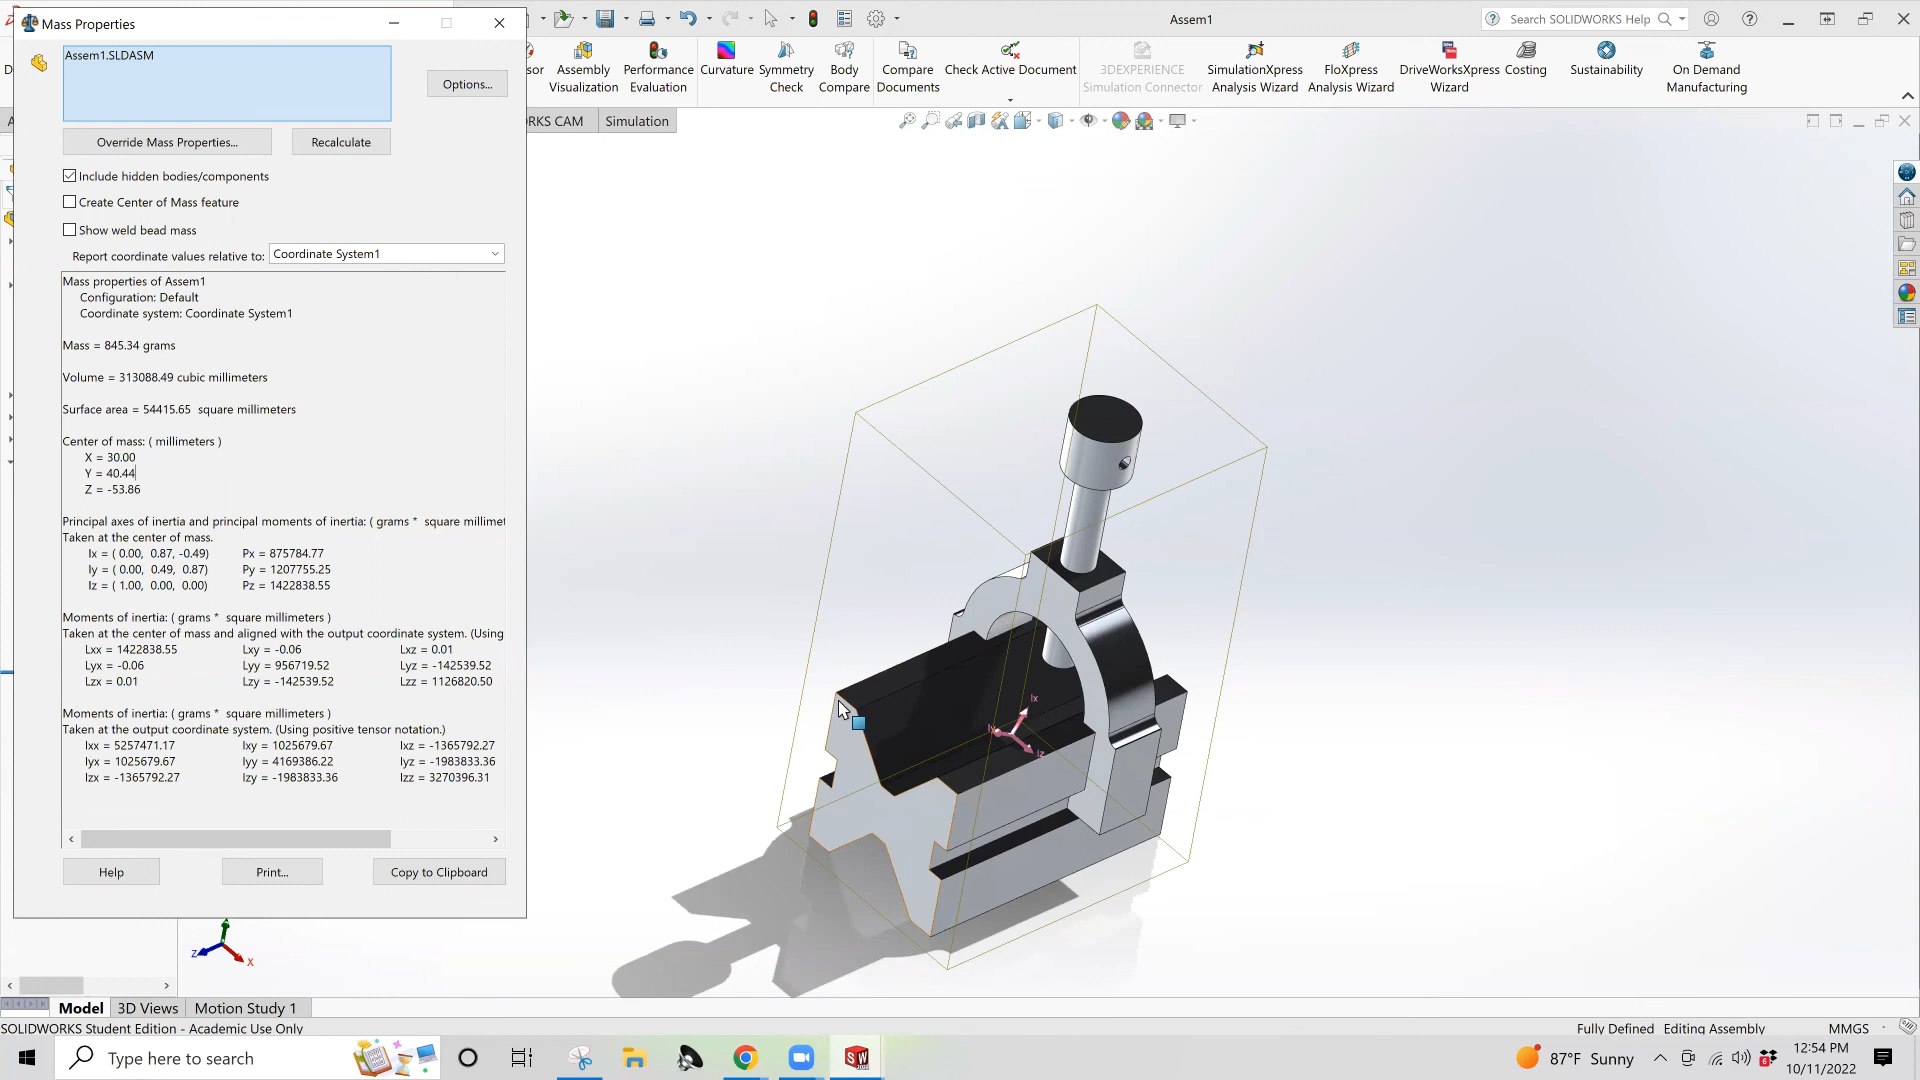 Mass Properties
Assem1
Search SOLIDWORKS Help
Assem1.SLDASM
Options...
Override Mass Properties...
Recalculate
Assembly Visualization
Performance Evaluation
Curvature
Symmetry Check
Body Compare
Compare Documents
Check Active Document
3DEXPERIENCE Simulation Connector
SimulationXpress Analysis Wizard
FloXpress Analysis Wizard
DriveWorksXpress Wizard
Costing
Sustainability
On Demand Manufacturing
RKS CAM
Simulation
Include hidden bodies/components
Create Center of Mass feature
Show weld bead mass
Report coordinate values relative to: Coordinate System1
Mass properties of Assem1
Configuration: Default
Coordinate system: Coordinate System1
Mass = 845.34 grams
Volume = 313088.49 cubic millimeters
Surface area = 54415.65 square millimeters
Center of mass: ( millimeters )
X = 30.00
Y = 40.44
Z = -53.86
Principal axes of inertia and principal moments of inertia: ( grams * square millimet
Taken at the center of mass.
Ix = ( 0.00, 0.87, -0.49) Px = 875784.77
Iy = ( 0.00, 0.49, 0.87) Py = 1207755.25
Iz = ( 1.00, 0.00, 0.00) Pz = 1422838.55
Moments of inertia: ( grams * square millimeters )
Taken at the center of mass and aligned with the output coordinate system. (Using
Lxx = 1422838.55 Lxy = -0.06 Lxz = 0.01
Lyx = -0.06 Lyy = 956719.52 Lyz = -142539.52
Lzx = 0.01 Lzy = -142539.52 Lzz = 1126820.50
Moments of inertia: ( grams * square millimeters )
Taken at the output coordinate system. (Using positive tensor notation.)
Ixx = 5257471.17 Ixy = 1025679.67 Ixz = -1365792.27
Iyx = 1025679.67 Iyy = 4169386.22 Iyz = -1983833.36
Izx = -1365792.27 Izy = -1983833.36 Izz = 3270396.31
Help
Print...
Copy to Clipboard
Ix
Iz
Z
X
Model
3D Views
Motion Study 1
SOLIDWORKS Student Edition - Academic Use Only
Fully Defined
Editing Assembly
MMGS
Type here to search
87°F Sunny
12:54 PM
10/11/2022